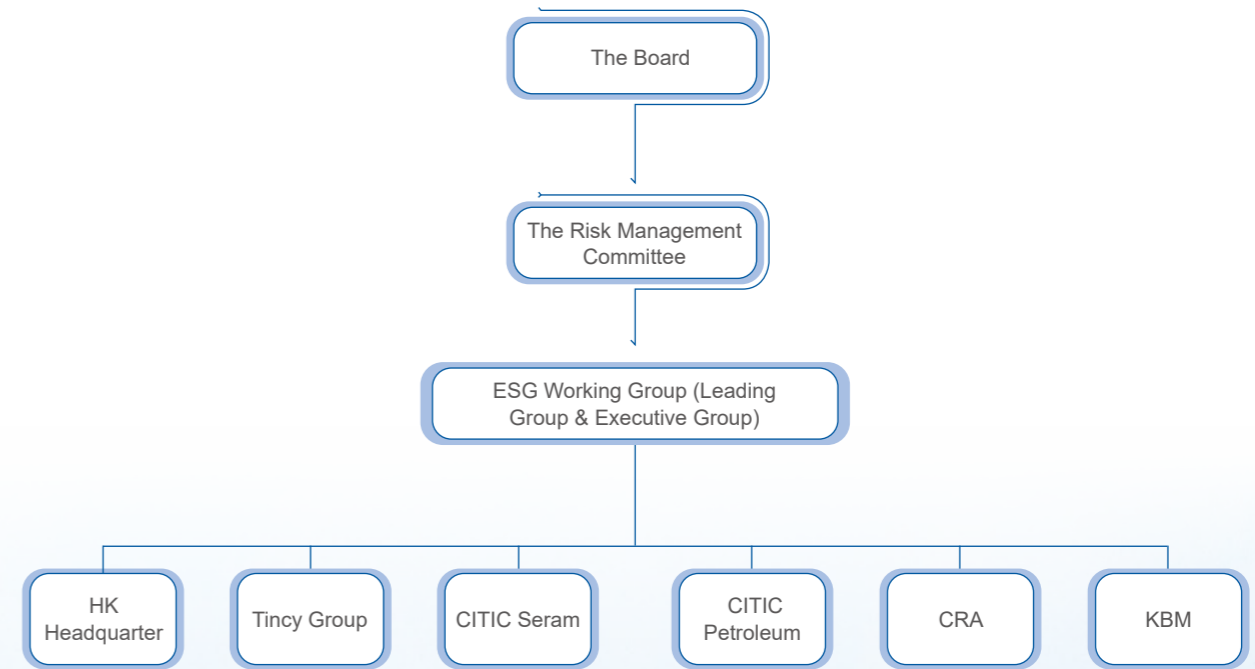 The Board
The Risk Management
Committee
ESG Working Group (Leading
Group & Executive Group)
HK
Headquarter
Tincy Group
CITIC Seram
CITIC
Petroleum
CRA
KBM